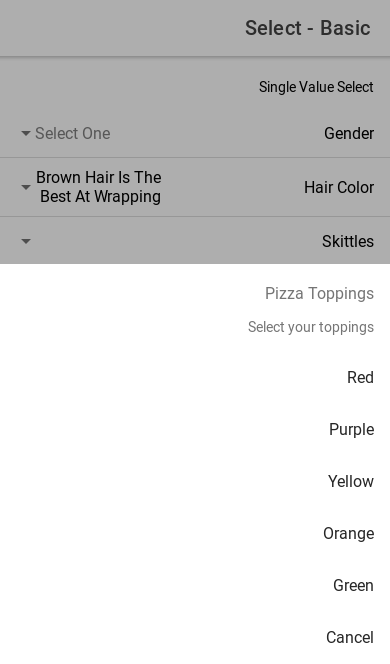 Select - Basic
Single Value Select
Gender
Select One
Hair Color
Brown Hair Is The
Best At Wrapping
Skittles
Pizza Toppings
Select your toppings
Red
Purple
Yellow
Orange
Green
Cancel